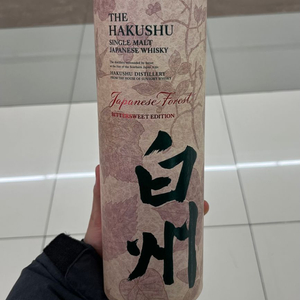 THE
HAKUSHU
SINGLE MALT
JAPANESE WHISKY
HAKUSHU DISTILLERY
Japanese Forest
BITTERSWEET EDITION
白州